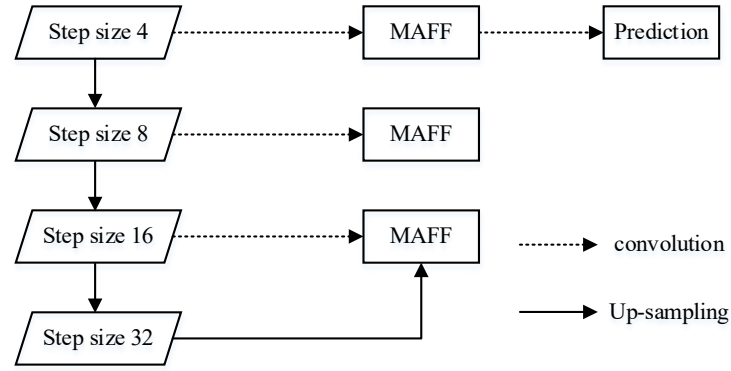 Step size 4
MAFF
Prediction
Step size 8
MAFF
Step size 16
MAFF
convolution
Step size 32
Up-sampling